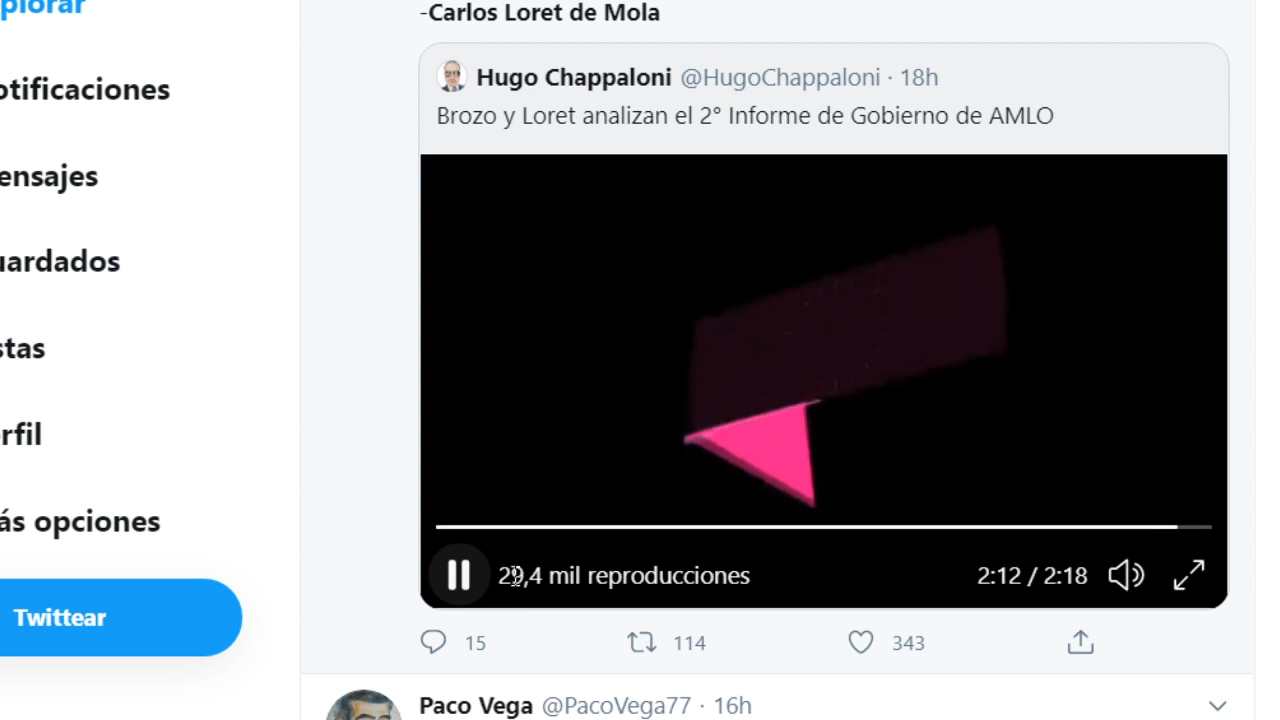 -Carlos Loret de Mola
plorar
Hugo Chappaloni @HugoChappaloni · 18h
otificaciones
Brozo y Loret analizan el 2° Informe de Gobierno de AMLO
ensajes
uardados
stas
rfil
ás opciones
mil reproducciones
2:12 / 2:18
Twittear
15
114
343
Paco Vega @PacoVega77 · 16h